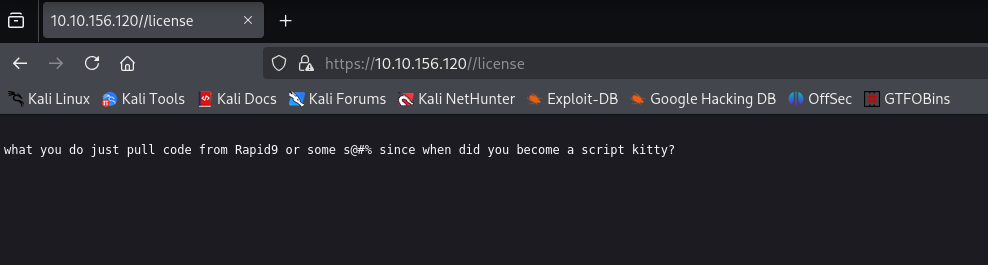 10.10.156.120//license
https://10.10.156.120//license
Kali Linux Kali Tools Kali Docs Kali Forums Kali NetHunter Exploit-DB Google Hacking DB OffSec GTFOBins
what you do just pull code from Rapid9 or some s@#% since when did you become a script kitty?